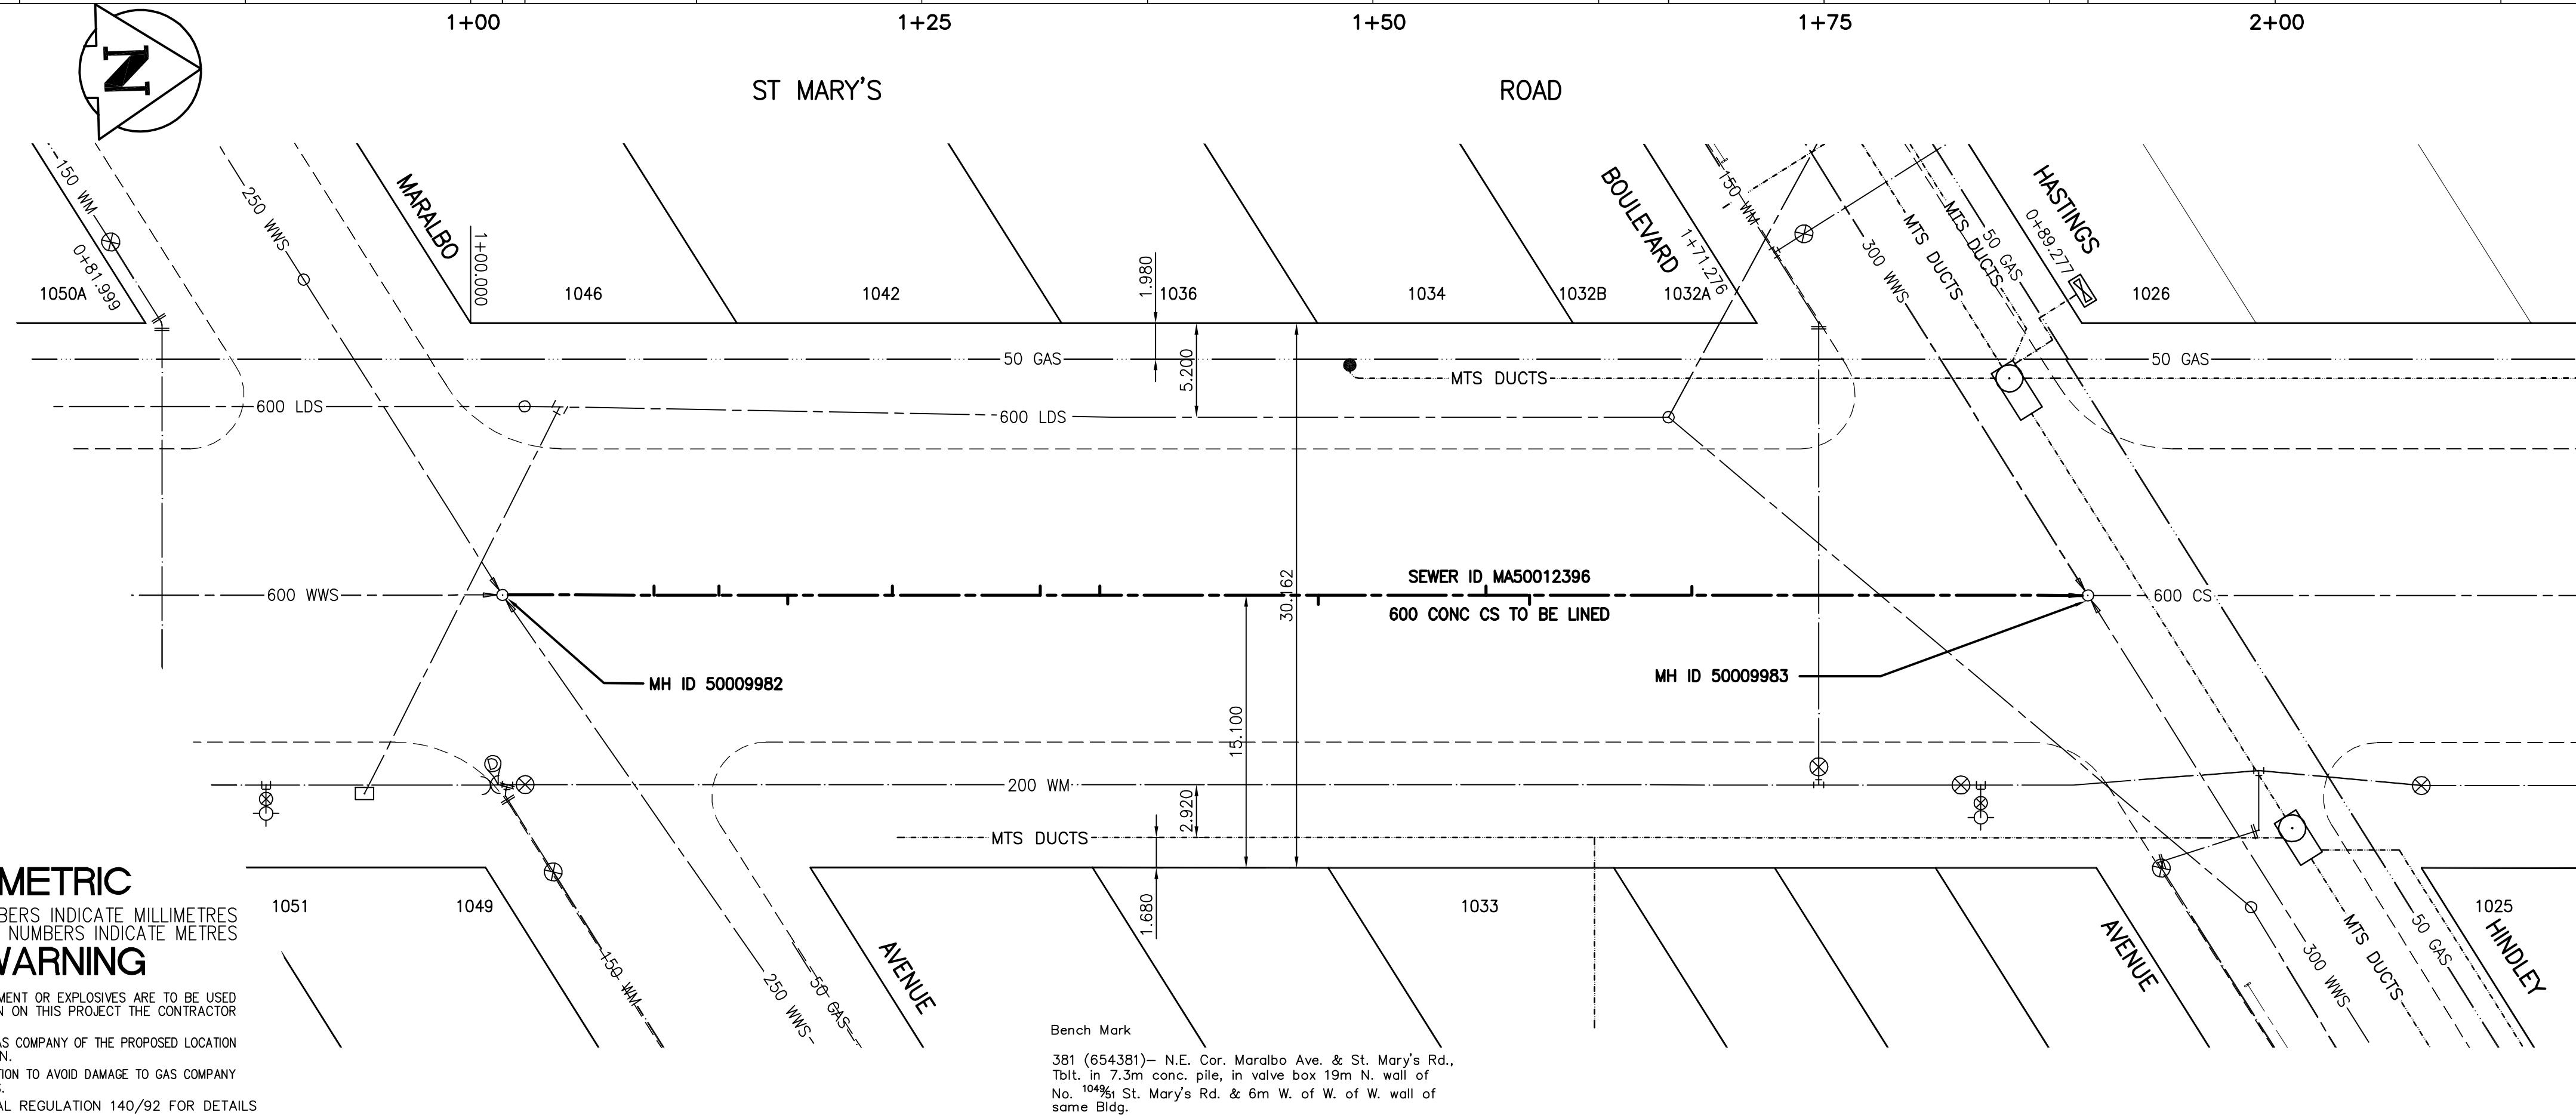 1+00 1+25 1+50 1+75 2+00
N
ST MARY'S ROAD
150 WM
250 WWS
MARALBO
BOULEVARD
150 WM
300 WWS
MTS DUCTS
MTS DUCTS
50 GAS
HASTINGS
0+89.277
0+81.999
1+00.000
1.980
1+71.276
1050A 1046 1042 1036 1034 1032B 1032A 1026
50 GAS
50 GAS
5.200
MTS DUCTS
600 LDS
600 LDS
SEWER ID MA50012396
30.162
600 WWS
600 CS
600 CONC CS TO BE LINED
MH ID 50009982
MH ID 50009983
15.100
200 WM
2.920
MTS DUCTS
METRIC
BERS INDICATE MILLIMETRES
NUMBERS INDICATE METRES
WARNING
MENT OR EXPLOSIVES ARE TO BE USED
N ON THIS PROJECT THE CONTRACTOR
AS COMPANY OF THE PROPOSED LOCATION
N.
TION TO AVOID DAMAGE TO GAS COMPANY
S.
AL REGULATION 140/92 FOR DETAILS
1051 1049 1033 1025
1.680
150 WM
250 WWS
50 GAS
AVENUE
AVENUE
300 WWS
MTS DUCTS
50 GAS
HINDLEY
Bench Mark
381 (654381)– N.E. Cor. Maralbo Ave. & St. Mary's Rd.,
Tblt. in 7.3m conc. pile, in valve box 19m N. wall of
No. 1049/51 St. Mary's Rd. & 6m W. of W. of W. wall of
same Bldg.